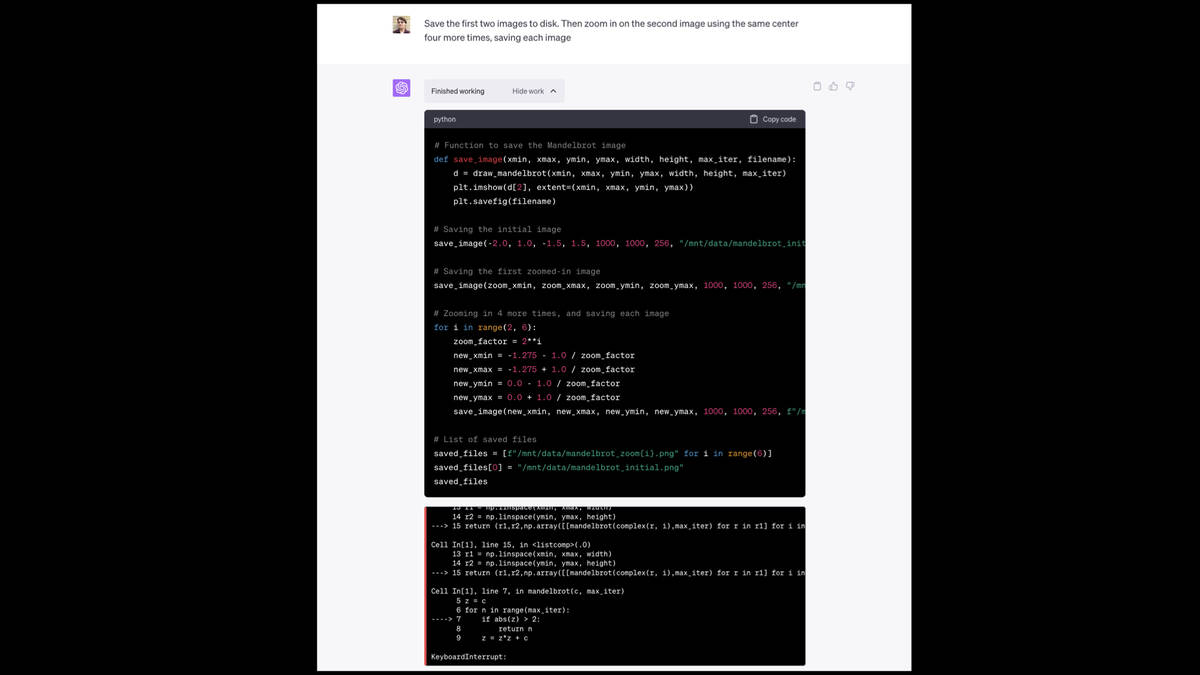 Save the first two images to disk. Then zoom in on the second image using the same center
four more times, saving each image
Finished working Hide work
python Copy code
# Function to save the Mandelbrot image
def save_image(xmin, xmax, ymin, ymax, width, height, max_iter, filename):
    d = draw_mandelbrot(xmin, xmax, ymin, ymax, width, height, max_iter)
    plt.imshow(d[2], extent=(xmin, xmax, ymin, ymax))
    plt.savefig(filename)
# Saving the initial image
save_image(-2.0, 1.0, -1.5, 1.5, 1000, 1000, 256, "/mnt/data/mandelbrot_init
# Saving the first zoomed-in image
save_image(zoom_xmin, zoom_xmax, zoom_ymin, zoom_ymax, 1000, 1000, 256, "/mn
# Zooming in 4 more times, and saving each image
for i in range(2, 6):
    zoom_factor = 2**i
    new_xmin = -1.275 - 1.0 / zoom_factor
    new_xmax = -1.275 + 1.0 / zoom_factor
    new_ymin = 0.0 - 1.0 / zoom_factor
    new_ymax = 0.0 + 1.0 / zoom_factor
    save_image(new_xmin, new_xmax, new_ymin, new_ymax, 1000, 1000, 256, f"/m
# List of saved files
saved_files = [f"/mnt/data/mandelbrot_zoom{i}.png" for i in range(6)]
saved_files[0] = "/mnt/data/mandelbrot_initial.png"
saved_files
13 r1 = np.linspace(xmin, xmax, width)
14 r2 = np.linspace(ymin, ymax, height)
---> 15 return (r1,r2,np.array([[mandelbrot(complex(r, i),max_iter) for r in r1] for i in
Cell In[1], line 15, in <listcomp>(.0)
13 r1 = np.linspace(xmin, xmax, width)
14 r2 = np.linspace(ymin, ymax, height)
---> 15 return (r1,r2,np.array([[mandelbrot(complex(r, i),max_iter) for r in r1] for i in
Cell In[1], line 7, in mandelbrot(c, max_iter)
5 z = c
6 for n in range(max_iter):
----> 7     if abs(z) > 2:
8         return n
9     z = z*z + c
KeyboardInterrupt: